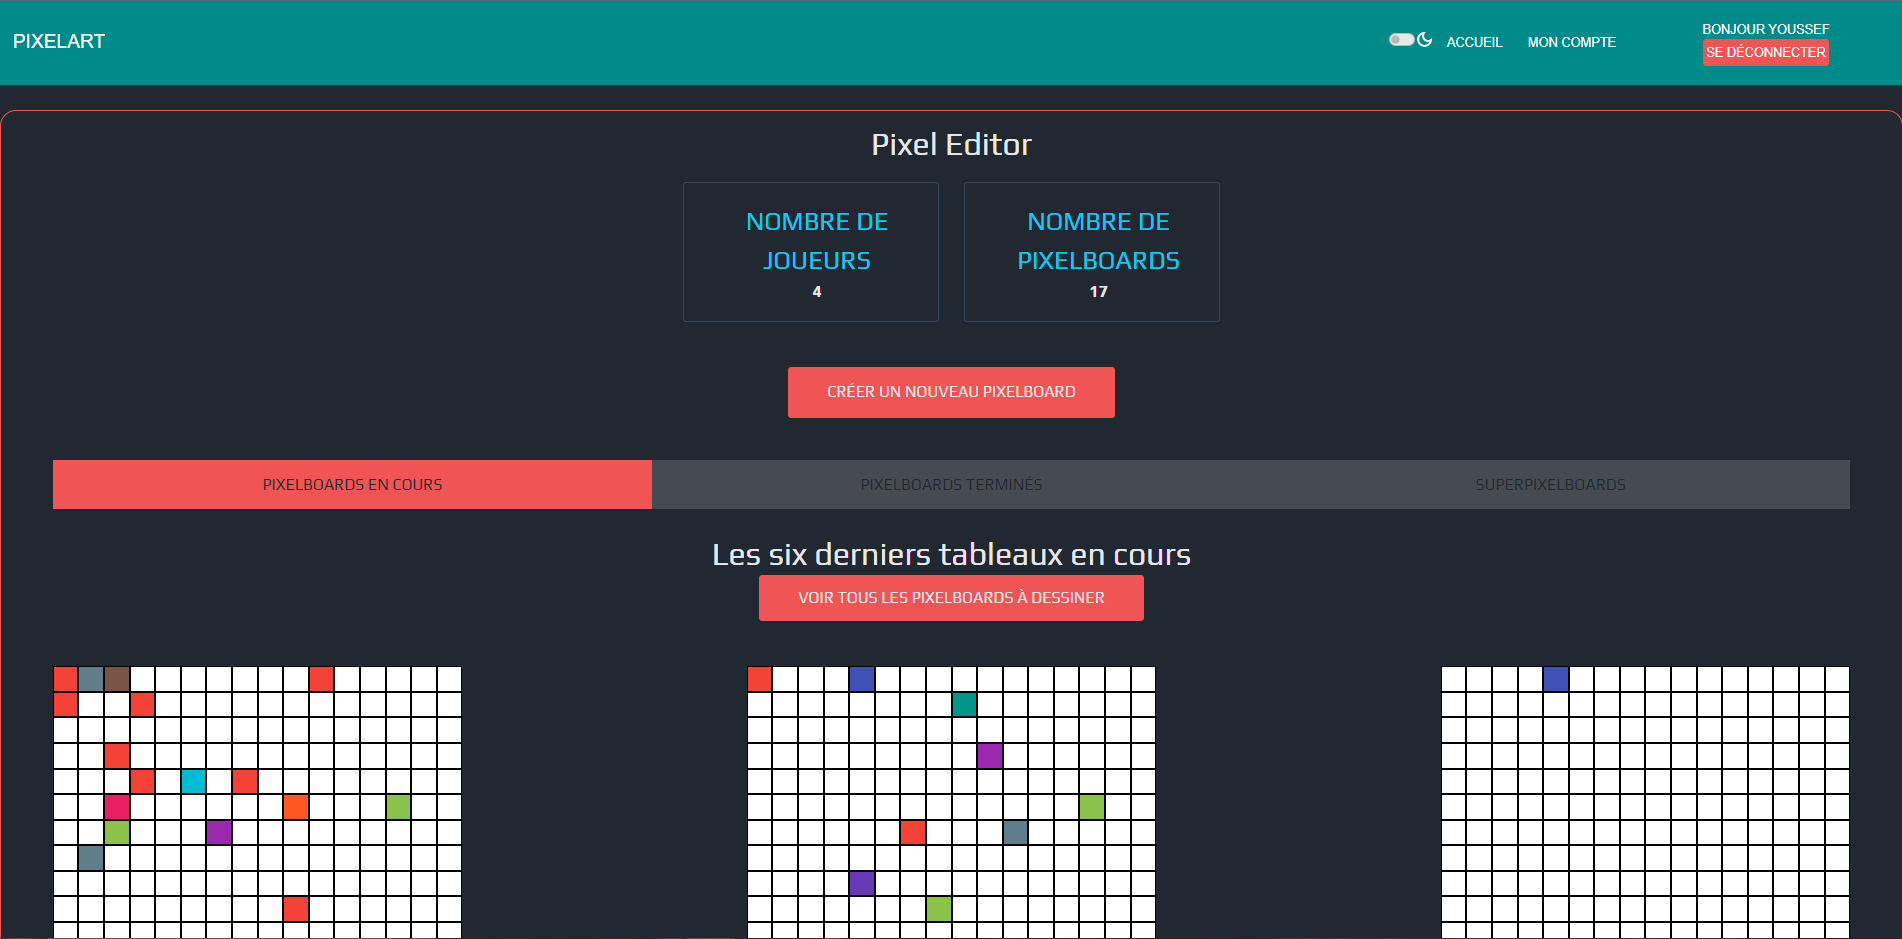 PIXELART
ACCUEIL
MON COMPTE
BONJOUR YOUSSEF
SE DÉCONNECTER
Pixel Editor
NOMBRE DE
JOUEURS
4
NOMBRE DE
PIXELBOARDS
17
CRÉER UN NOUVEAU PIXELBOARD
PIXELBOARDS EN COURS
PIXELBOARDS TERMINÉS
SUPERPIXELBOARDS
Les six derniers tableaux en cours
VOIR TOUS LES PIXELBOARDS À DESSINER